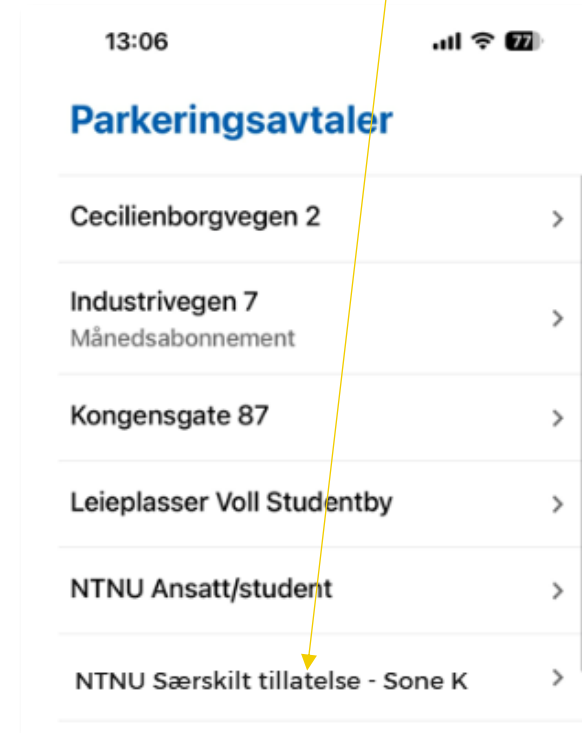 13:06 77
Parkeringsavtaler
Cecilienborgvegen 2
Industrivegen 7
Månedsabonnement
Kongensgate 87
Leieplasser Voll Studentby
NTNU Ansatt/student
NTNU Særskilt tillatelse - Sone K